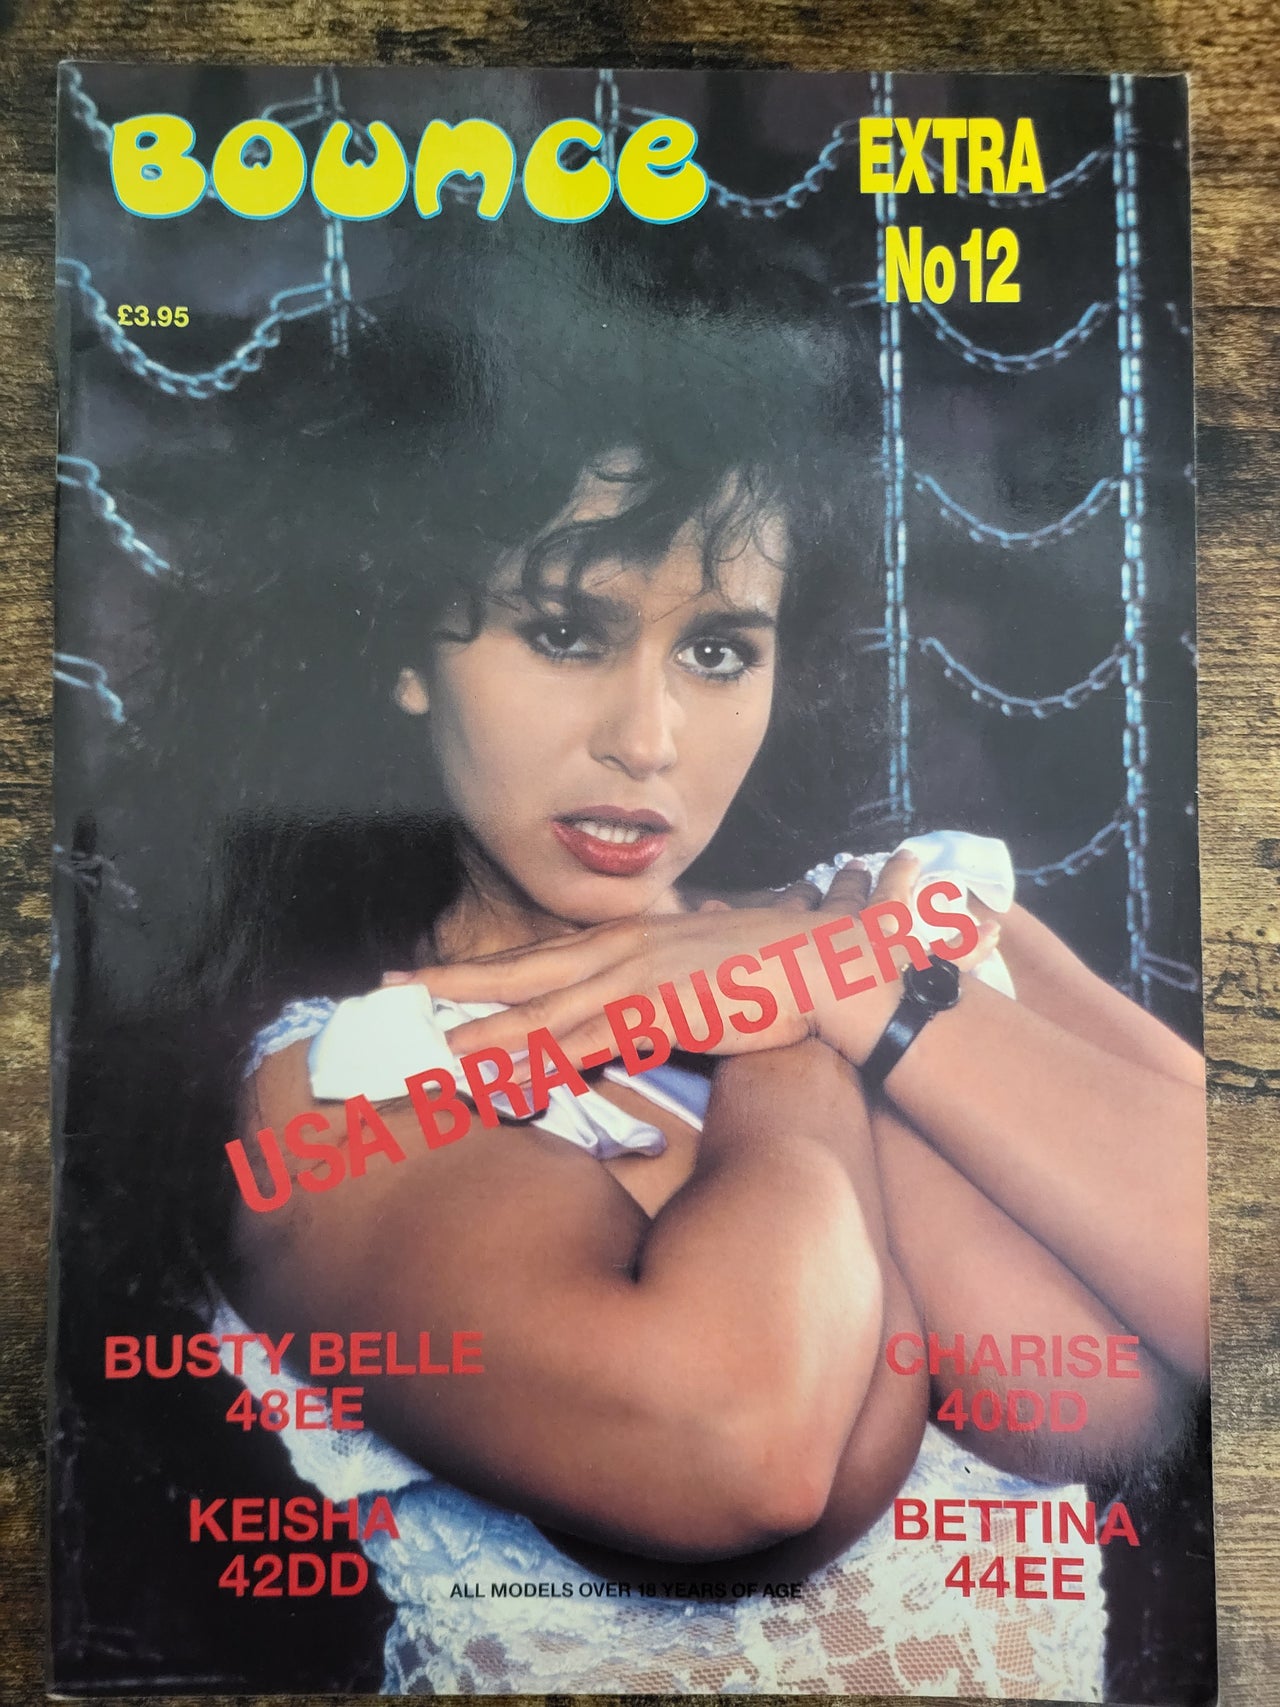 BOUNCE
EXTRA
No12
£3.95
USA BRA-BUSTERS
BUSTY BELLE
48EE
CHARISE
40DD
KEISHA
42DD
BETTINA
44EE
ALL MODELS OVER 18 YEARS OF AGE